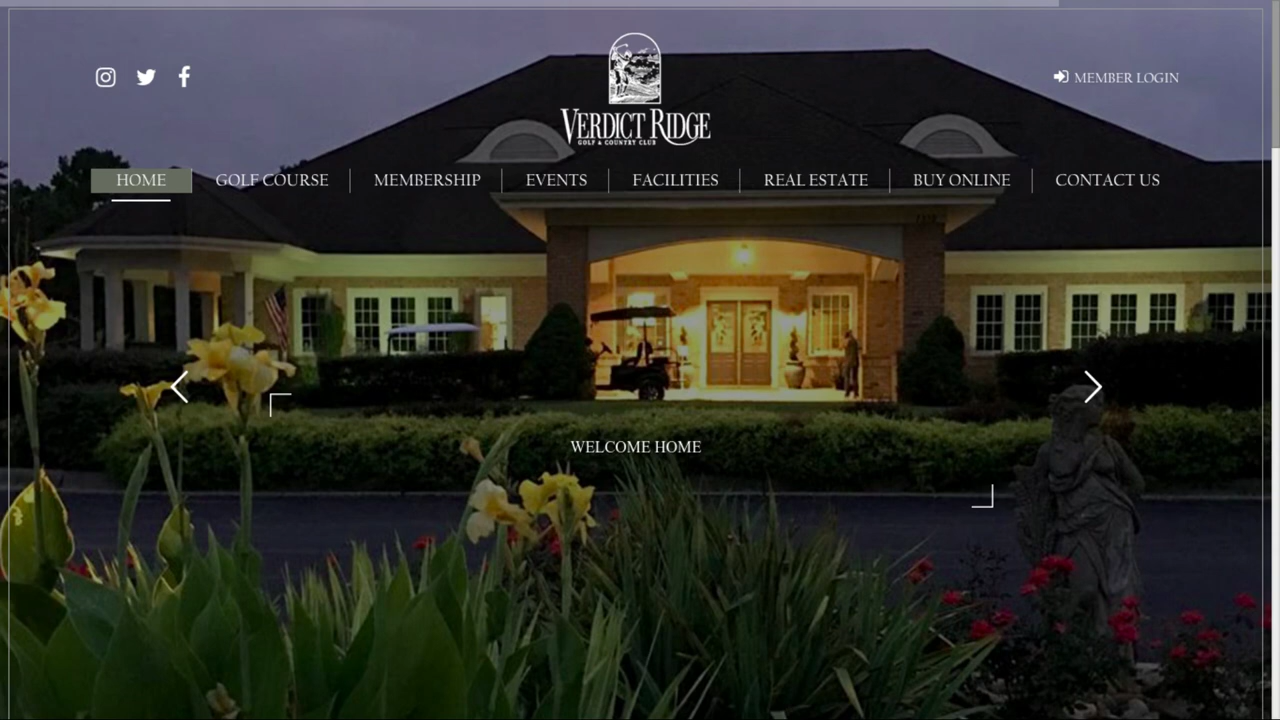 MEMBER LOGIN
VERDICT RIDGE
GOLF & COUNTRY CLUB
HOME
GOLF COURSE
MEMBERSHIP
EVENTS
FACILITIES
REAL ESTATE
BUY ONLINE
CONTACT US
WELCOME HOME